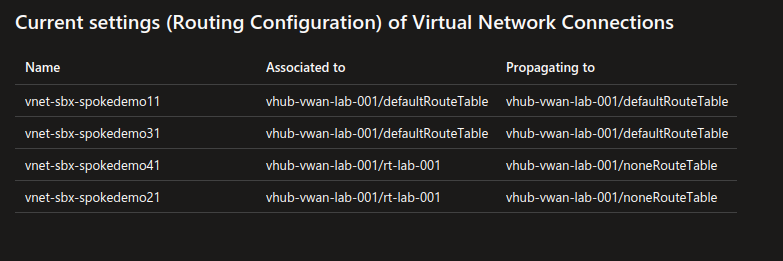 Current settings (Routing Configuration) of Virtual Network Connections
Name Associated to Propagating to
vnet-sbx-spokedemo11 vhub-vwan-lab-001/defaultRouteTable vhub-vwan-lab-001/defaultRouteTable
vnet-sbx-spokedemo31 vhub-vwan-lab-001/defaultRouteTable vhub-vwan-lab-001/defaultRouteTable
vnet-sbx-spokedemo41 vhub-vwan-lab-001/rt-lab-001 vhub-vwan-lab-001/noneRouteTable
vnet-sbx-spokedemo21 vhub-vwan-lab-001/rt-lab-001 vhub-vwan-lab-001/noneRouteTable